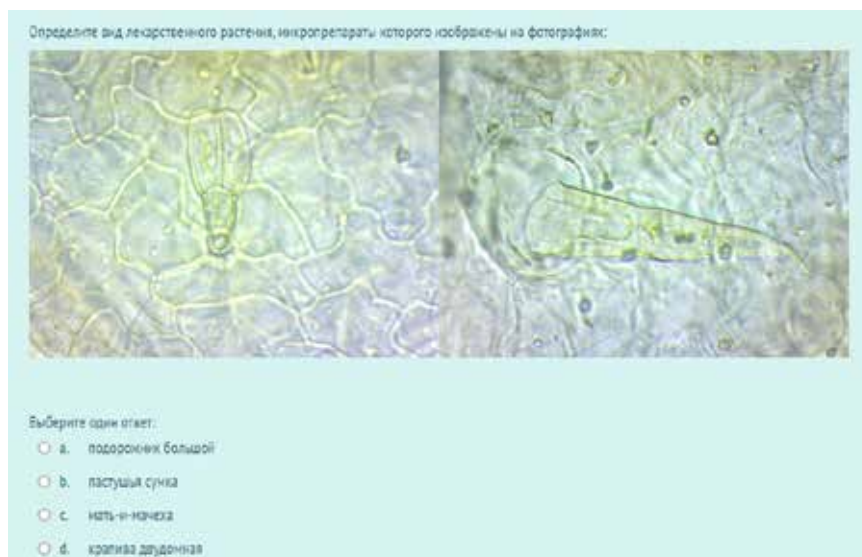 Определите вид лекарственного растения, микропрепараты которого изображены на фотографиях:
Выберите один ответ:
a. подорожник большой
b. пастушья сумка
c. мать-и-мачеха
d. крапива двудомная